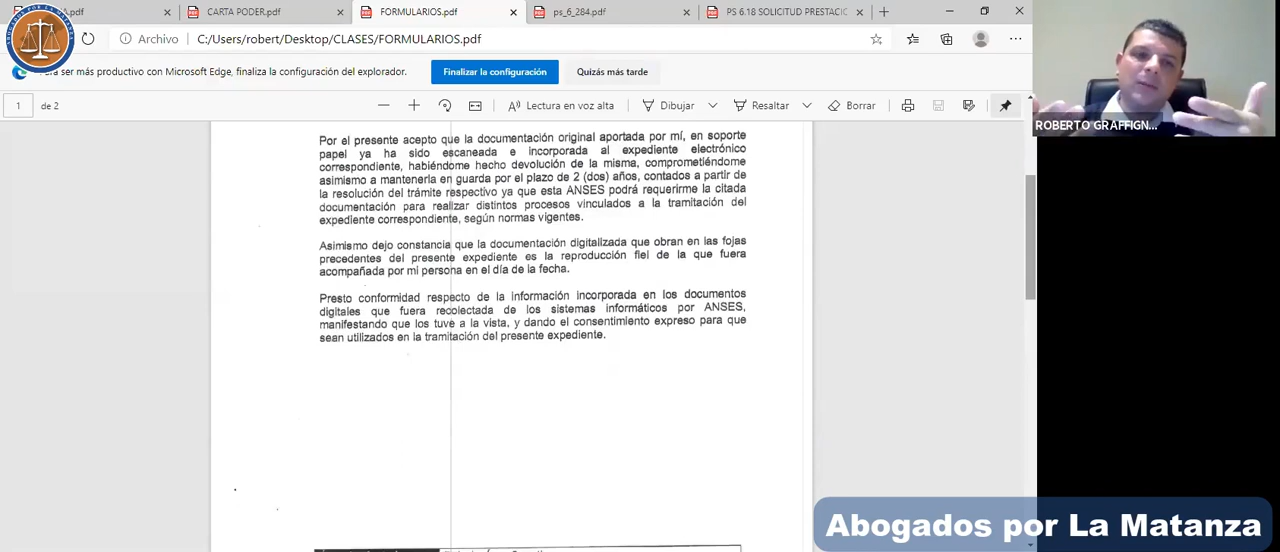 CARTA PODER.pdf
FORMULARIOS.pdf
ps_6_284.pdf
PS 6.18 SOLICITUD PRESTACIO
Archivo
C:/Users/robert/Desktop/CLASES/FORMULARIOS.pdf
ra ser más productivo con Microsoft Edge, finaliza la configuración del explorador.
Finalizar la configuración
Quizás más tarde
1 de 2
Lectura en voz alta
Dibujar
Resaltar
Borrar
ROBERTO GRAFFIGN...
Por el presente acepto que la documentación original aportada por mí, en soporte
papel ya ha sido escaneada e incorporada al expediente electrónico
correspondiente, habiéndome hecho devolución de la misma, comprometiéndome
asimismo a mantenerla en guarda por el plazo de 2 (dos) años, contados a partir de
la resolución del trámite respectivo ya que esta ANSES podrá requerirme la citada
documentación para realizar distintos procesos vinculados a la tramitación del
expediente correspondiente, según normas vigentes.
Asimismo dejo constancia que la documentación digitalizada que obran en las fojas
precedentes del presente expediente es la reproducción fiel de la que fuera
acompañada por mi persona en el día de la fecha.
Presto conformidad respecto de la información incorporada en los documentos
digitales que fuera recolectada de los sistemas informáticos por ANSES,
manifestando que los tuve a la vista, y dando el consentimiento expreso para que
sean utilizados en la tramitación del presente expediente.
Abogados por La Matanza